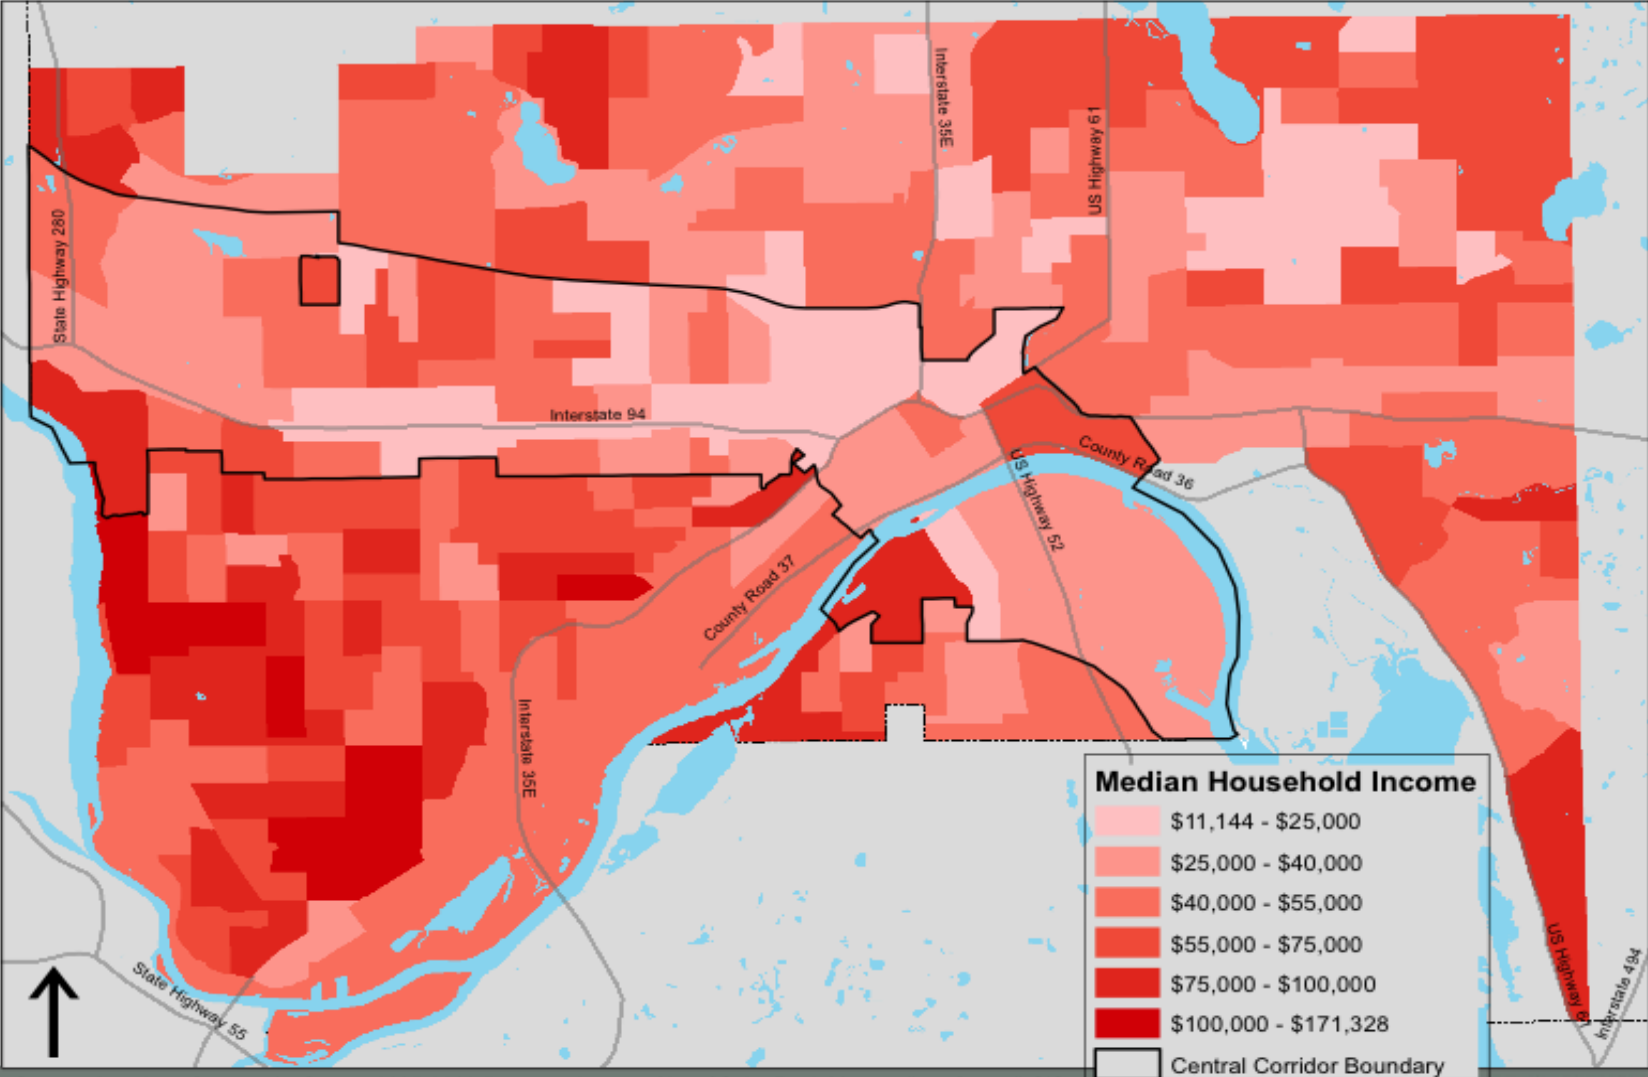 Interstate 35E
US Highway 61
State Highway 280
Interstate 94
County Road 36
US Highway 52
County Road 37
Interstate 35E
State Highway 55
US Highway 61
Interstate 494
Median Household Income
$11,144 - $25,000
$25,000 - $40,000
$40,000 - $55,000
$55,000 - $75,000
$75,000 - $100,000
$100,000 - $171,328
Central Corridor Boundary